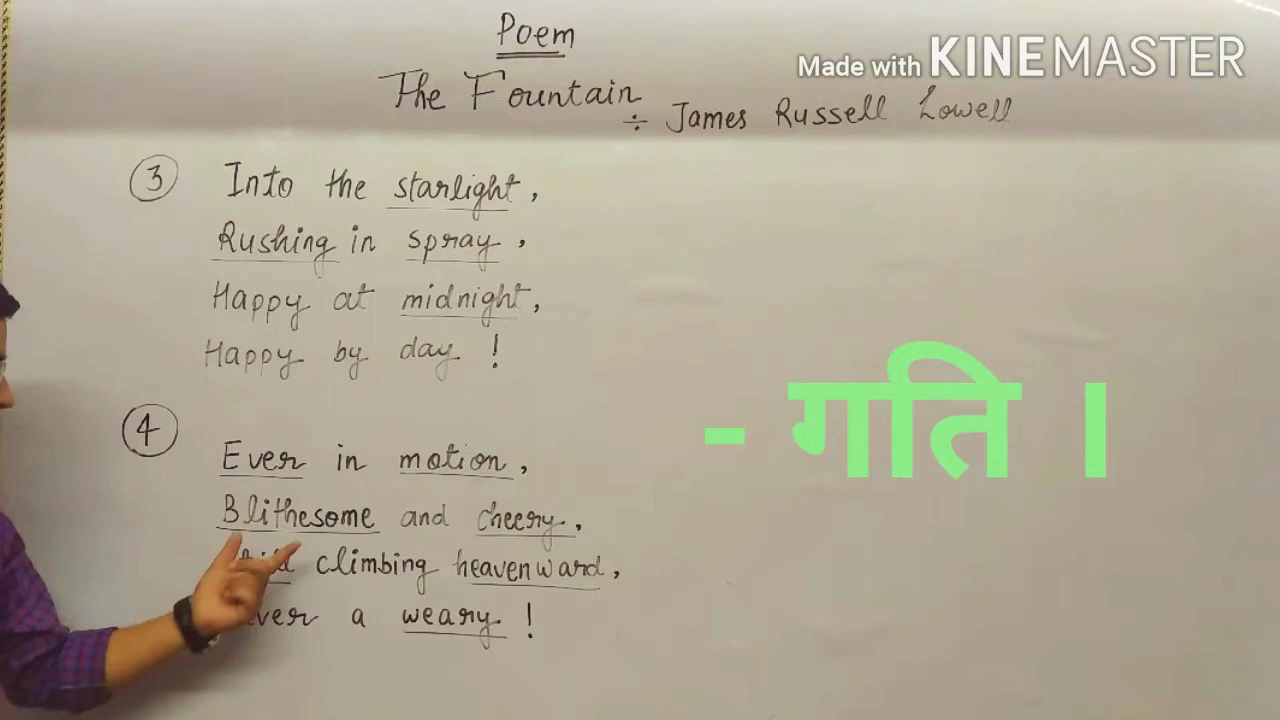 Poem
Made with KINEMASTER
The Fountain
÷ James Russell Lowell
3 Into the starlight,
Rushing in spray,
Happy at midnight,
Happy by day !
- गति ।
4
Ever in motion,
Blithesome and cheery,
climbing heavenward,
a weary !